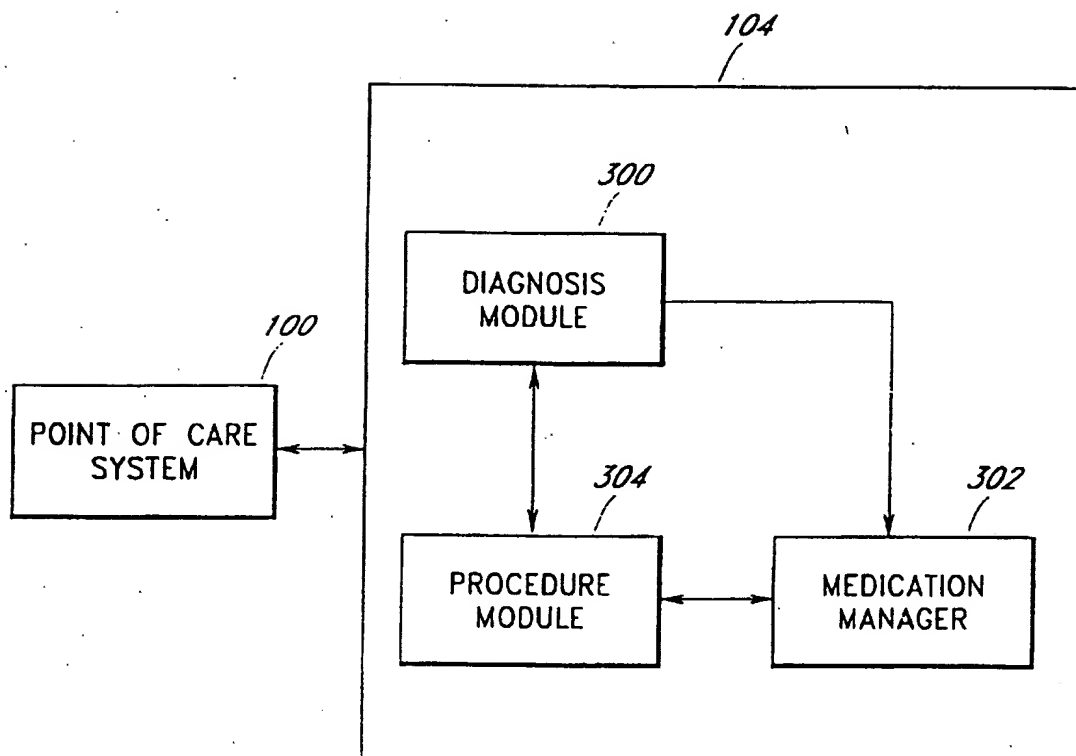 104
300
DIAGNOSIS
MODULE
100
POINT OF CARE
SYSTEM
304
PROCEDURE
MODULE
302
MEDICATION
MANAGER